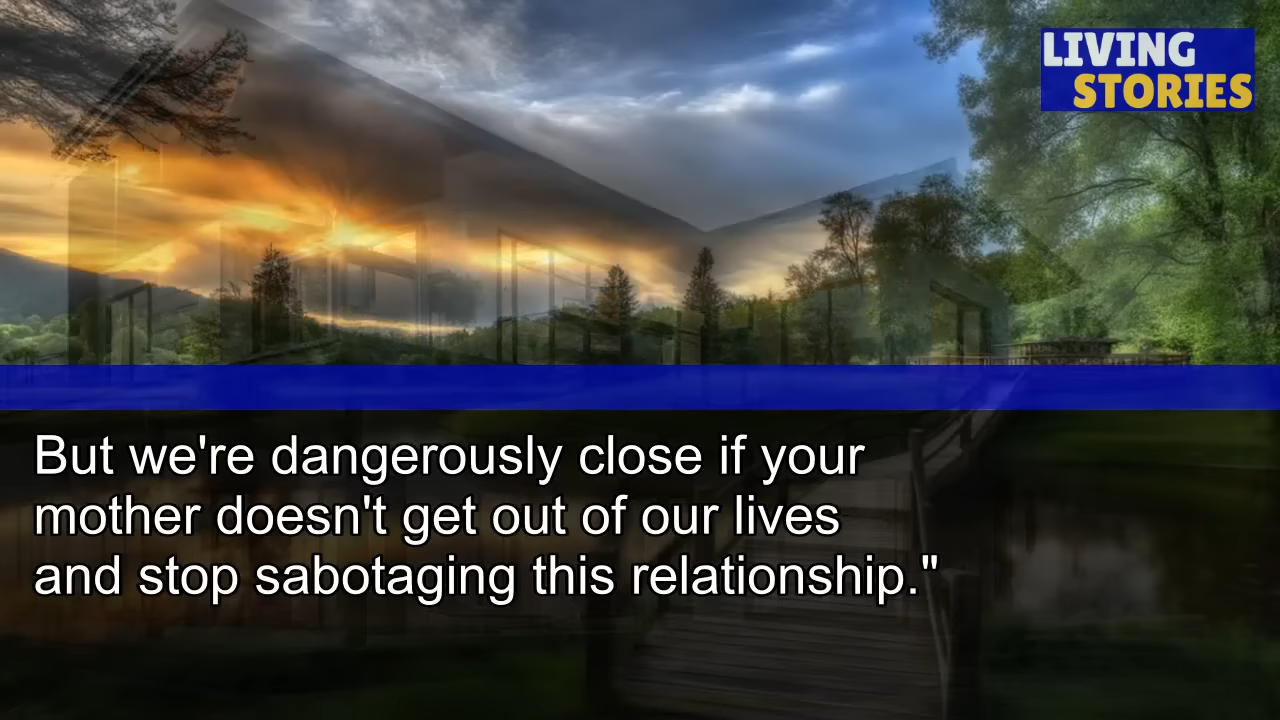 LIVING
STORIES
But we're dangerously close if your
mother doesn't get out of our lives
and stop sabotaging this relationship."